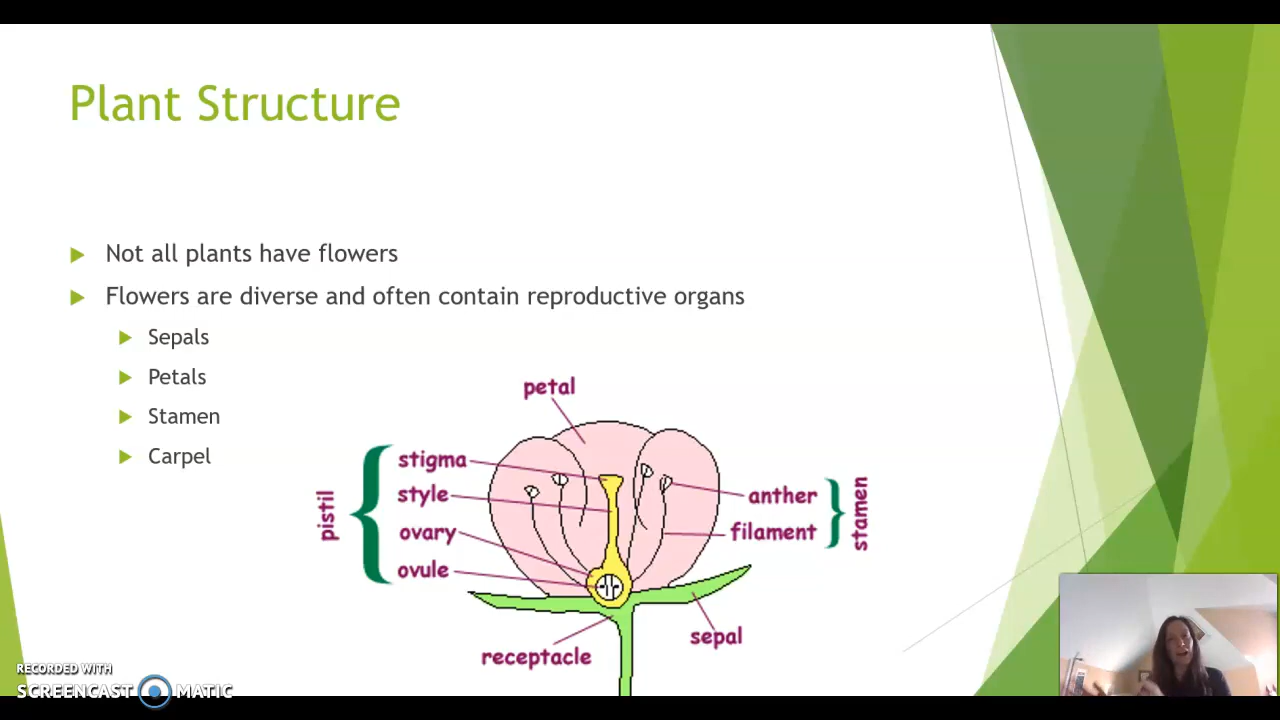 Plant Structure
Not all plants have flowers
Flowers are diverse and often contain reproductive organs
Sepals
Petals
Stamen
Carpel
petal
stigma
style
ovary
ovule
pistil
anther
filament
stamen
sepal
receptacle
RECORDED WITH
SCREENCAST MATIC